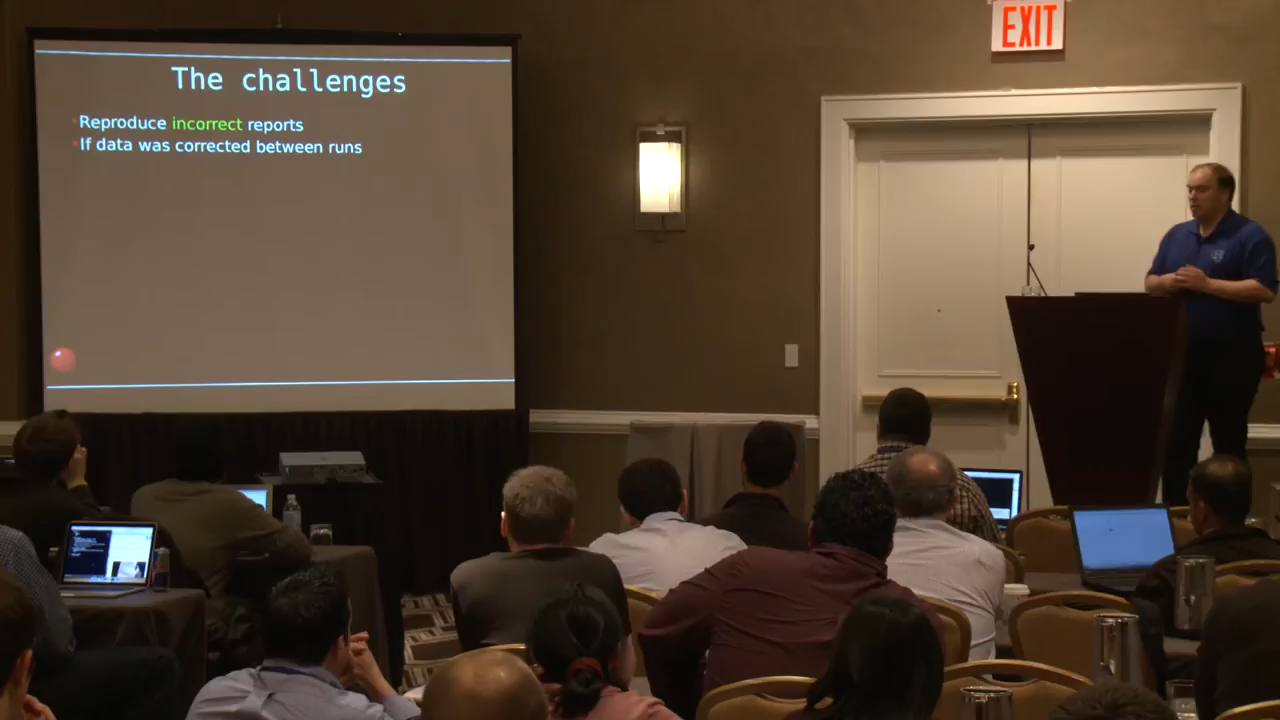 The challenges
Reproduce incorrect reports
If data was corrected between runs
EXIT